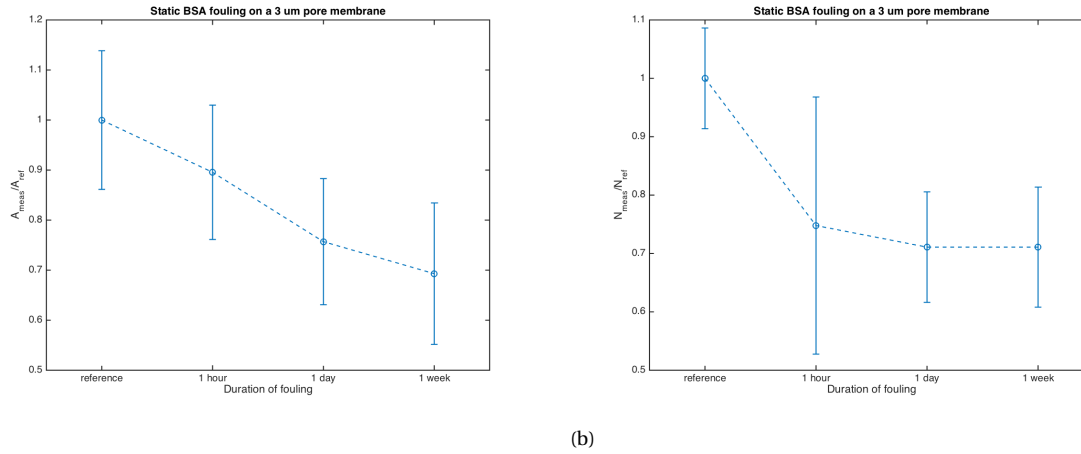 Static BSA fouling on a 3 um pore membrane
1.2
1.1
1
0.9
0.8
0.7
0.6
0.5
A_meas/A_ref
reference 1 hour 1 day 1 week
Duration of fouling
Static BSA fouling on a 3 um pore membrane
1.1
1
0.9
0.8
0.7
0.6
0.5
N_meas/N_ref
reference 1 hour 1 day 1 week
Duration of fouling
(b)